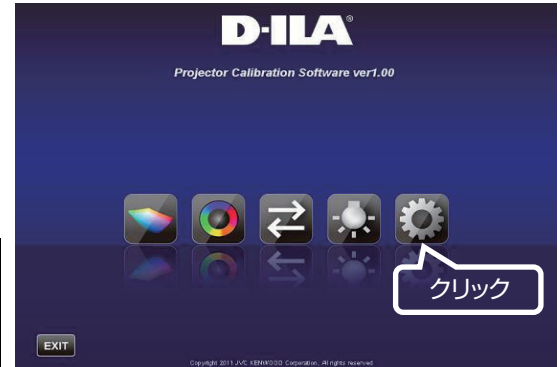 D-ILA®
Projector Calibration Software ver1.00
クリック
EXIT
Copyright 2011 JVC KENWOOD Corporation, All rights reserved